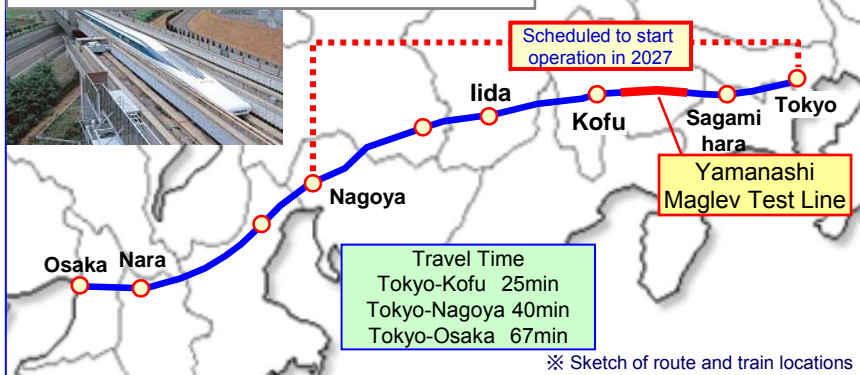 Scheduled to start
operation in 2027
Iida
Kofu
Sagami
hara
Tokyo
Yamanashi
Maglev Test Line
Nagoya
Osaka
Nara
Travel Time
Tokyo-Kofu 25min
Tokyo-Nagoya 40min
Tokyo-Osaka 67min
※ Sketch of route and train locations